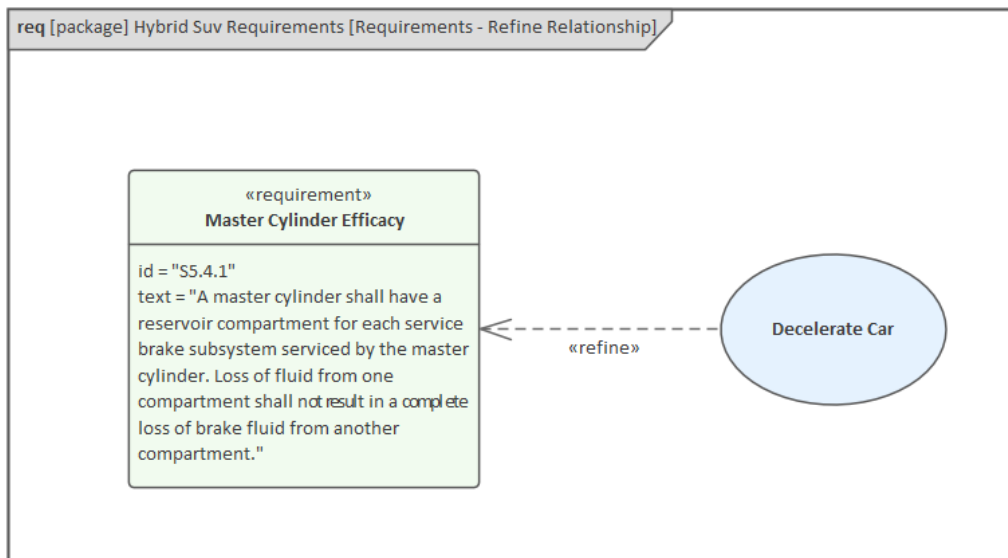 req [package] Hybrid Suv Requirements [Requirements - Refine Relationship]
«requirement»
Master Cylinder Efficacy
id = "S5.4.1"
text = "A master cylinder shall have a
reservoir compartment for each service
brake subsystem serviced by the master
cylinder. Loss of fluid from one
compartment shall not result in a complete
loss of brake fluid from another
compartment."
«refine»
Decelerate Car